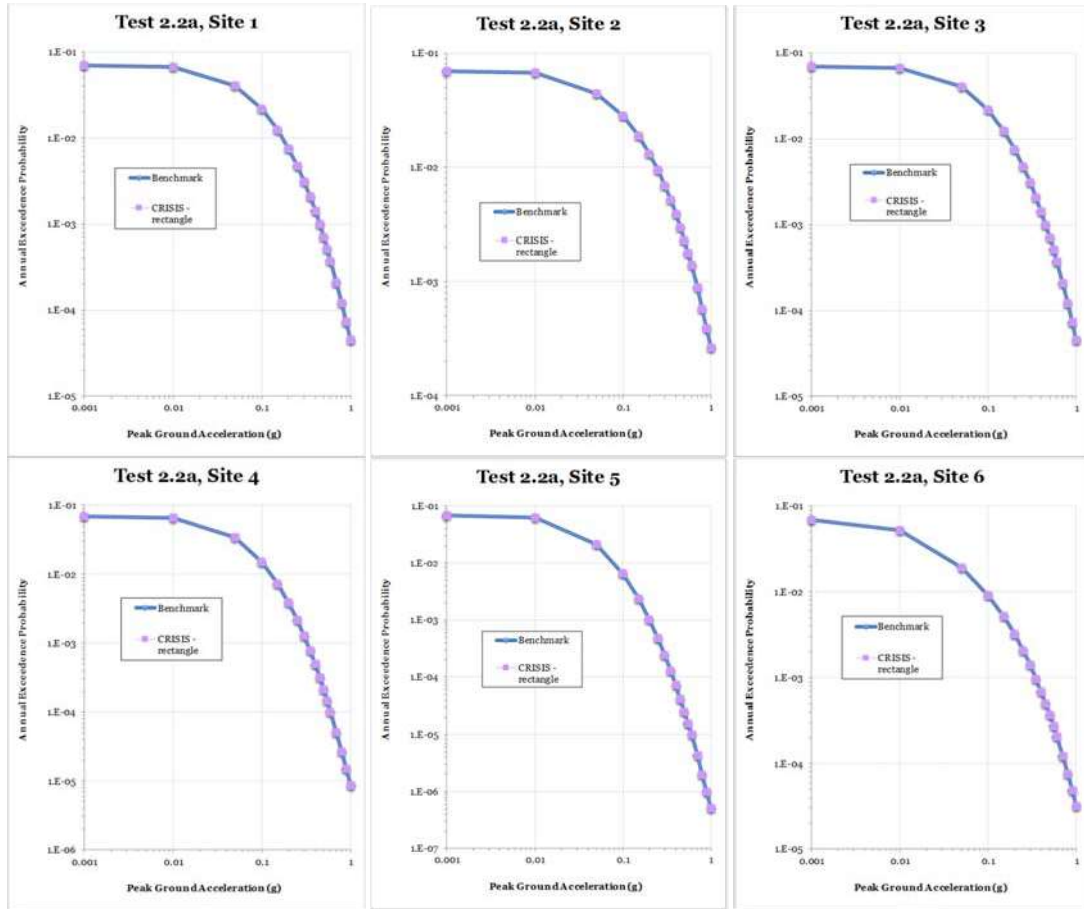 Test 2.2a, Site 1
1.E-01
1.E-02
1.E-03
1.E-04
1.E-05
Annual Exceedence Probability
Benchmark
CRISIS -
rectangle
0.001
0.01
0.1
1
Peak Ground Acceleration (g)
Test 2.2a, Site 2
1.E-01
1.E-02
1.E-03
1.E-04
Annual Exceedence Probability
Benchmark
CRISIS -
rectangle
0.001
0.01
0.1
1
Peak Ground Acceleration (g)
Test 2.2a, Site 3
1.E-01
1.E-02
1.E-03
1.E-04
1.E-05
Annual Exceedence Probability
Benchmark
CRISIS -
rectangle
0.001
0.01
0.1
1
Peak Ground Acceleration (g)
Test 2.2a, Site 4
1.E-01
1.E-02
1.E-03
1.E-04
1.E-05
1.E-06
Annual Exceedence Probability
Benchmark
CRISIS -
rectangle
0.001
0.01
0.1
1
Peak Ground Acceleration (g)
Test 2.2a, Site 5
1.E-01
1.E-02
1.E-03
1.E-04
1.E-05
1.E-06
1.E-07
Annual Exceedence Probability
Benchmark
CRISIS -
rectangle
0.001
0.01
0.1
1
Peak Ground Acceleration (g)
Test 2.2a, Site 6
1.E-01
1.E-02
1.E-03
1.E-04
1.E-05
Annual Exceedence Probability
Benchmark
CRISIS -
rectangle
0.001
0.01
0.1
1
Peak Ground Acceleration (g)